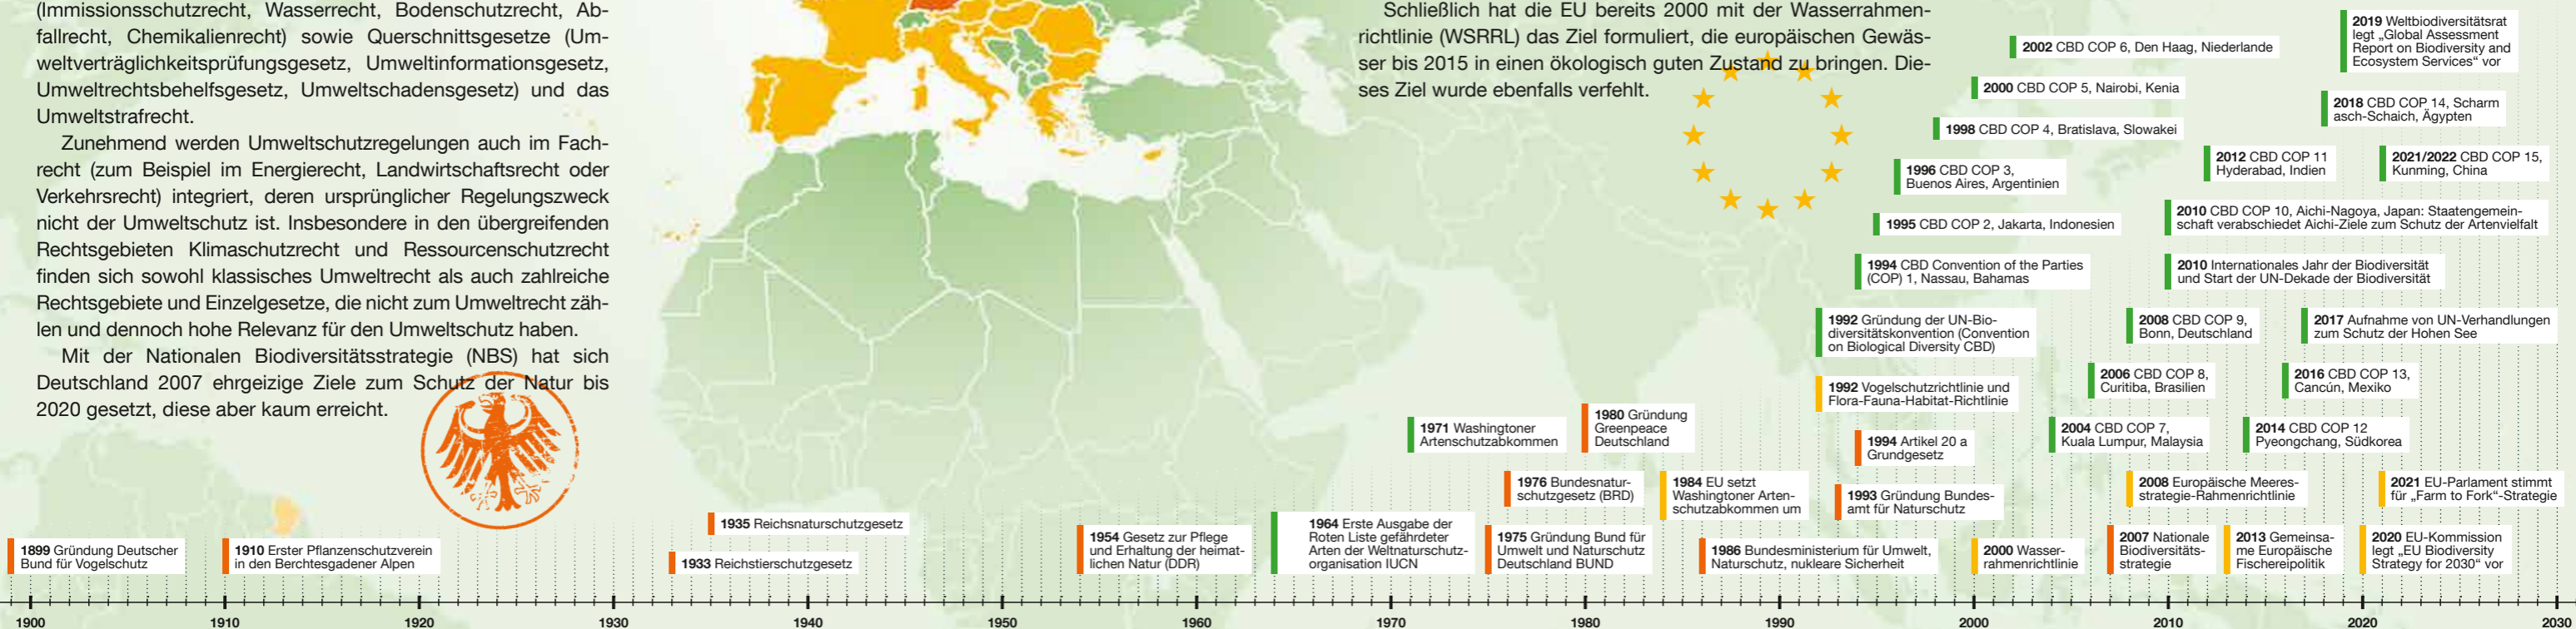 (Immissionsschutzrecht, Wasserrecht, Bodenschutzrecht, Ab-
fallrecht, Chemikalienrecht) sowie Querschnittsgesetze (Um-
weltverträglichkeitsprüfungsgesetz, Umweltinformationsgesetz,
Umweltrechtsbehelfsgesetz, Umweltschadensgesetz) und das
Umweltstrafrecht.
Zunehmend werden Umweltschutzregelungen auch im Fach-
recht (zum Beispiel im Energierecht, Landwirtschaftsrecht oder
Verkehrsrecht) integriert, deren ursprünglicher Regelungszweck
nicht der Umweltschutz ist. Insbesondere in den übergreifenden
Rechtsgebieten Klimaschutzrecht und Ressourcenschutzrecht
finden sich sowohl klassisches Umweltrecht als auch zahlreiche
Rechtsgebiete und Einzelgesetze, die nicht zum Umweltrecht zäh-
len und dennoch hohe Relevanz für den Umweltschutz haben.
Mit der Nationalen Biodiversitätsstrategie (NBS) hat sich
Deutschland 2007 ehrgeizige Ziele zum Schutz der Natur bis
2020 gesetzt, diese aber kaum erreicht.
Schließlich hat die EU bereits 2000 mit der Wasserrahmen-
richtlinie (WSRRL) das Ziel formuliert, die europäischen Gewäs-
ser bis 2015 in einen ökologisch guten Zustand zu bringen. Die-
ses Ziel wurde ebenfalls verfehlt.
1899 Gründung Deutscher
Bund für Vogelschutz
1910 Erster Pflanzenschutzverein
in den Berchtesgadener Alpen
1933 Reichstierschutzgesetz
1935 Reichsnaturschutzgesetz
1954 Gesetz zur Pflege
und Erhaltung der heimat-
lichen Natur (DDR)
1964 Erste Ausgabe der
Roten Liste gefährdeter
Arten der Weltnaturschutz-
organisation IUCN
1971 Washingtoner
Artenschutzabkommen
1975 Gründung Bund für
Umwelt und Naturschutz
Deutschland BUND
1976 Bundesnatur-
schutzgesetz (BRD)
1980 Gründung
Greenpeace
Deutschland
1984 EU setzt
Washingtoner Arten-
schutzabkommen um
1986 Bundesministerium für Umwelt,
Naturschutz, nukleare Sicherheit
1992 Gründung der UN-Bio-
diversitätskonvention (Convention
on Biological Diversity CBD)
1992 Vogelschutzrichtlinie und
Flora-Fauna-Habitat-Richtlinie
1993 Gründung Bundes-
amt für Naturschutz
1994 Artikel 20 a
Grundgesetz
1994 CBD Convention of the Parties
(COP) 1, Nassau, Bahamas
1995 CBD COP 2, Jakarta, Indonesien
1996 CBD COP 3,
Buenos Aires, Argentinien
1998 CBD COP 4, Bratislava, Slowakei
2000 CBD COP 5, Nairobi, Kenia
2002 CBD COP 6, Den Haag, Niederlande
2000 Wasser-
rahmenrichtlinie
2004 CBD COP 7,
Kuala Lumpur, Malaysia
2006 CBD COP 8,
Curitiba, Brasilien
2007 Nationale
Biodiversitäts-
strategie
2008 CBD COP 9,
Bonn, Deutschland
2008 Europäische Meeres-
strategie-Rahmenrichtlinie
2010 Internationales Jahr der Biodiversität
und Start der UN-Dekade der Biodiversität
2010 CBD COP 10, Aichi-Nagoya, Japan: Staatengemein-
schaft verabschiedet Aichi-Ziele zum Schutz der Artenvielfalt
2012 CBD COP 11
Hyderabad, Indien
2013 Gemeinsa-
me Europäische
Fischereipolitik
2014 CBD COP 12
Pyeongchang, Südkorea
2016 CBD COP 13,
Cancún, Mexiko
2017 Aufnahme von UN-Verhandlungen
zum Schutz der Hohen See
2018 CBD COP 14, Scharm
asch-Schaich, Ägypten
2019 Weltbiodiversitätsrat
legt „Global Assessment
Report on Biodiversity and
Ecosystem Services“ vor
2020 EU-Kommission
legt „EU Biodiversity
Strategy for 2030“ vor
2021 EU-Parlament stimmt
für „Farm to Fork“-Strategie
2021/2022 CBD COP 15,
Kunming, China
1900 1910 1920 1930 1940 1950 1960 1970 1980 1990 2000 2010 2020 2030